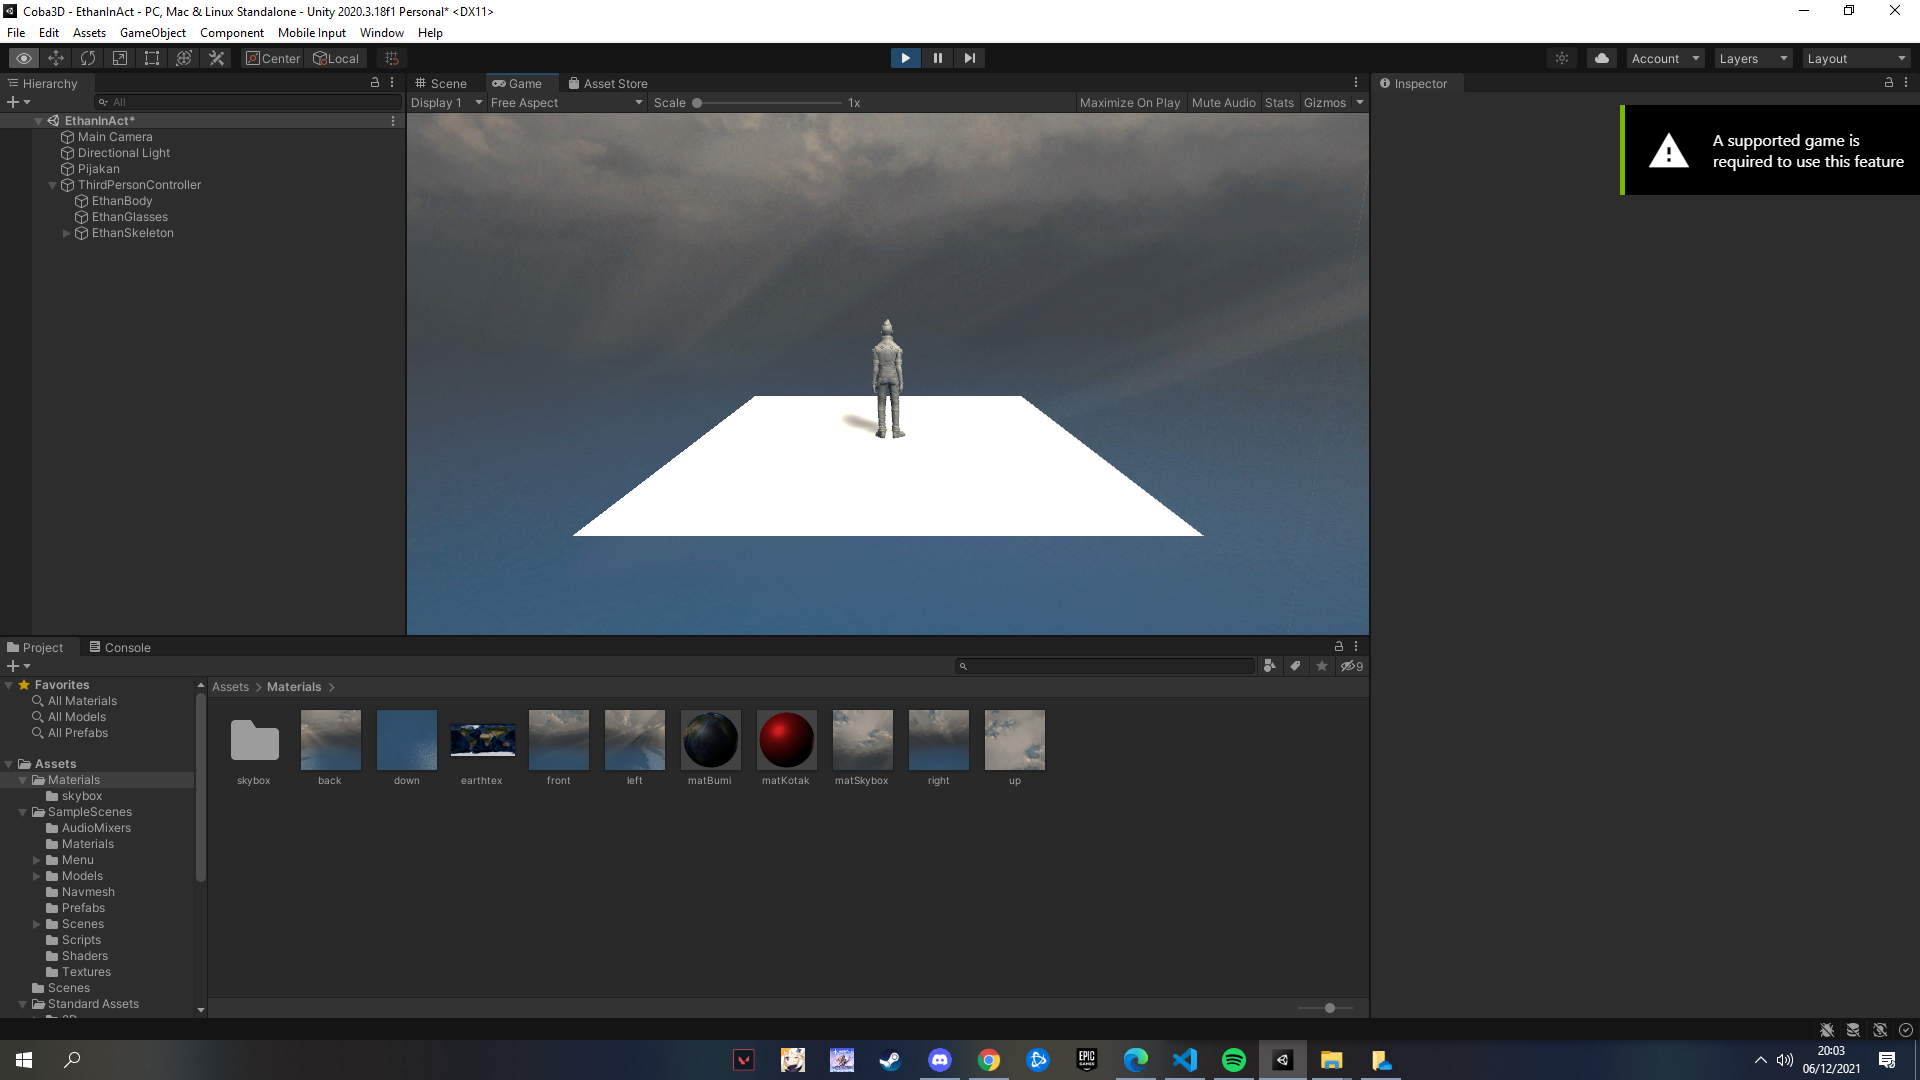 Coba3D - EthanInAct - PC, Mac & Linux Standalone - Unity 2020.3.18f1 Personal* <DX11>
File Edit Assets GameObject Component Mobile Input Window Help
Center Local Account Layers Layout
Hierarchy
All
EthanInAct*
Main Camera
Directional Light
Pijakan
ThirdPersonController
EthanBody
EthanGlasses
EthanSkeleton
Scene Game Asset Store
Display 1 Free Aspect Scale 1x Maximize On Play Mute Audio Stats Gizmos
Inspector
A supported game is
required to use this feature
Project Console
9
Favorites
All Materials
All Models
All Prefabs
Assets
Materials
skybox
SampleScenes
AudioMixers
Materials
Menu
Models
Navmesh
Prefabs
Scenes
Scripts
Shaders
Textures
Scenes
Standard Assets
Assets > Materials >
skybox back down earthtex front left matBumi matKotak matSkybox right up
EPIC
GAMES
20:03
06/12/2021